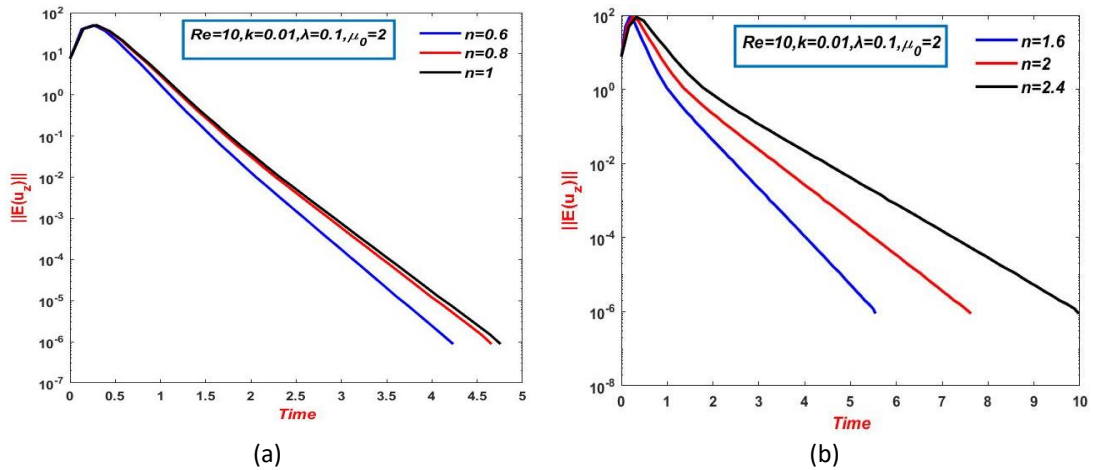 10^2
10^1
10^0
10^-1
10^-2
10^-3
10^-4
10^-5
10^-6
10^-7
||E(u_z)||
Re=10,k=0.01,λ=0.1,μ_0=2
n=0.6
n=0.8
n=1
0 0.5 1 1.5 2 2.5 3 3.5 4 4.5 5
Time
(a)
10^2
10^0
10^-2
10^-4
10^-6
10^-8
||E(u_z)||
Re=10,k=0.01,λ=0.1,μ_0=2
n=1.6
n=2
n=2.4
0 1 2 3 4 5 6 7 8 9 10
Time
(b)